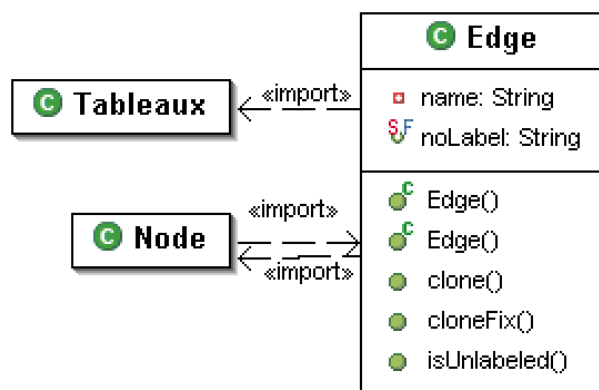 C Edge
«import»
C Tableaux
name: String
S F noLabel: String
«import»
C Node
«import»
C Edge()
C Edge()
clone()
cloneFix()
isUnlabeled()